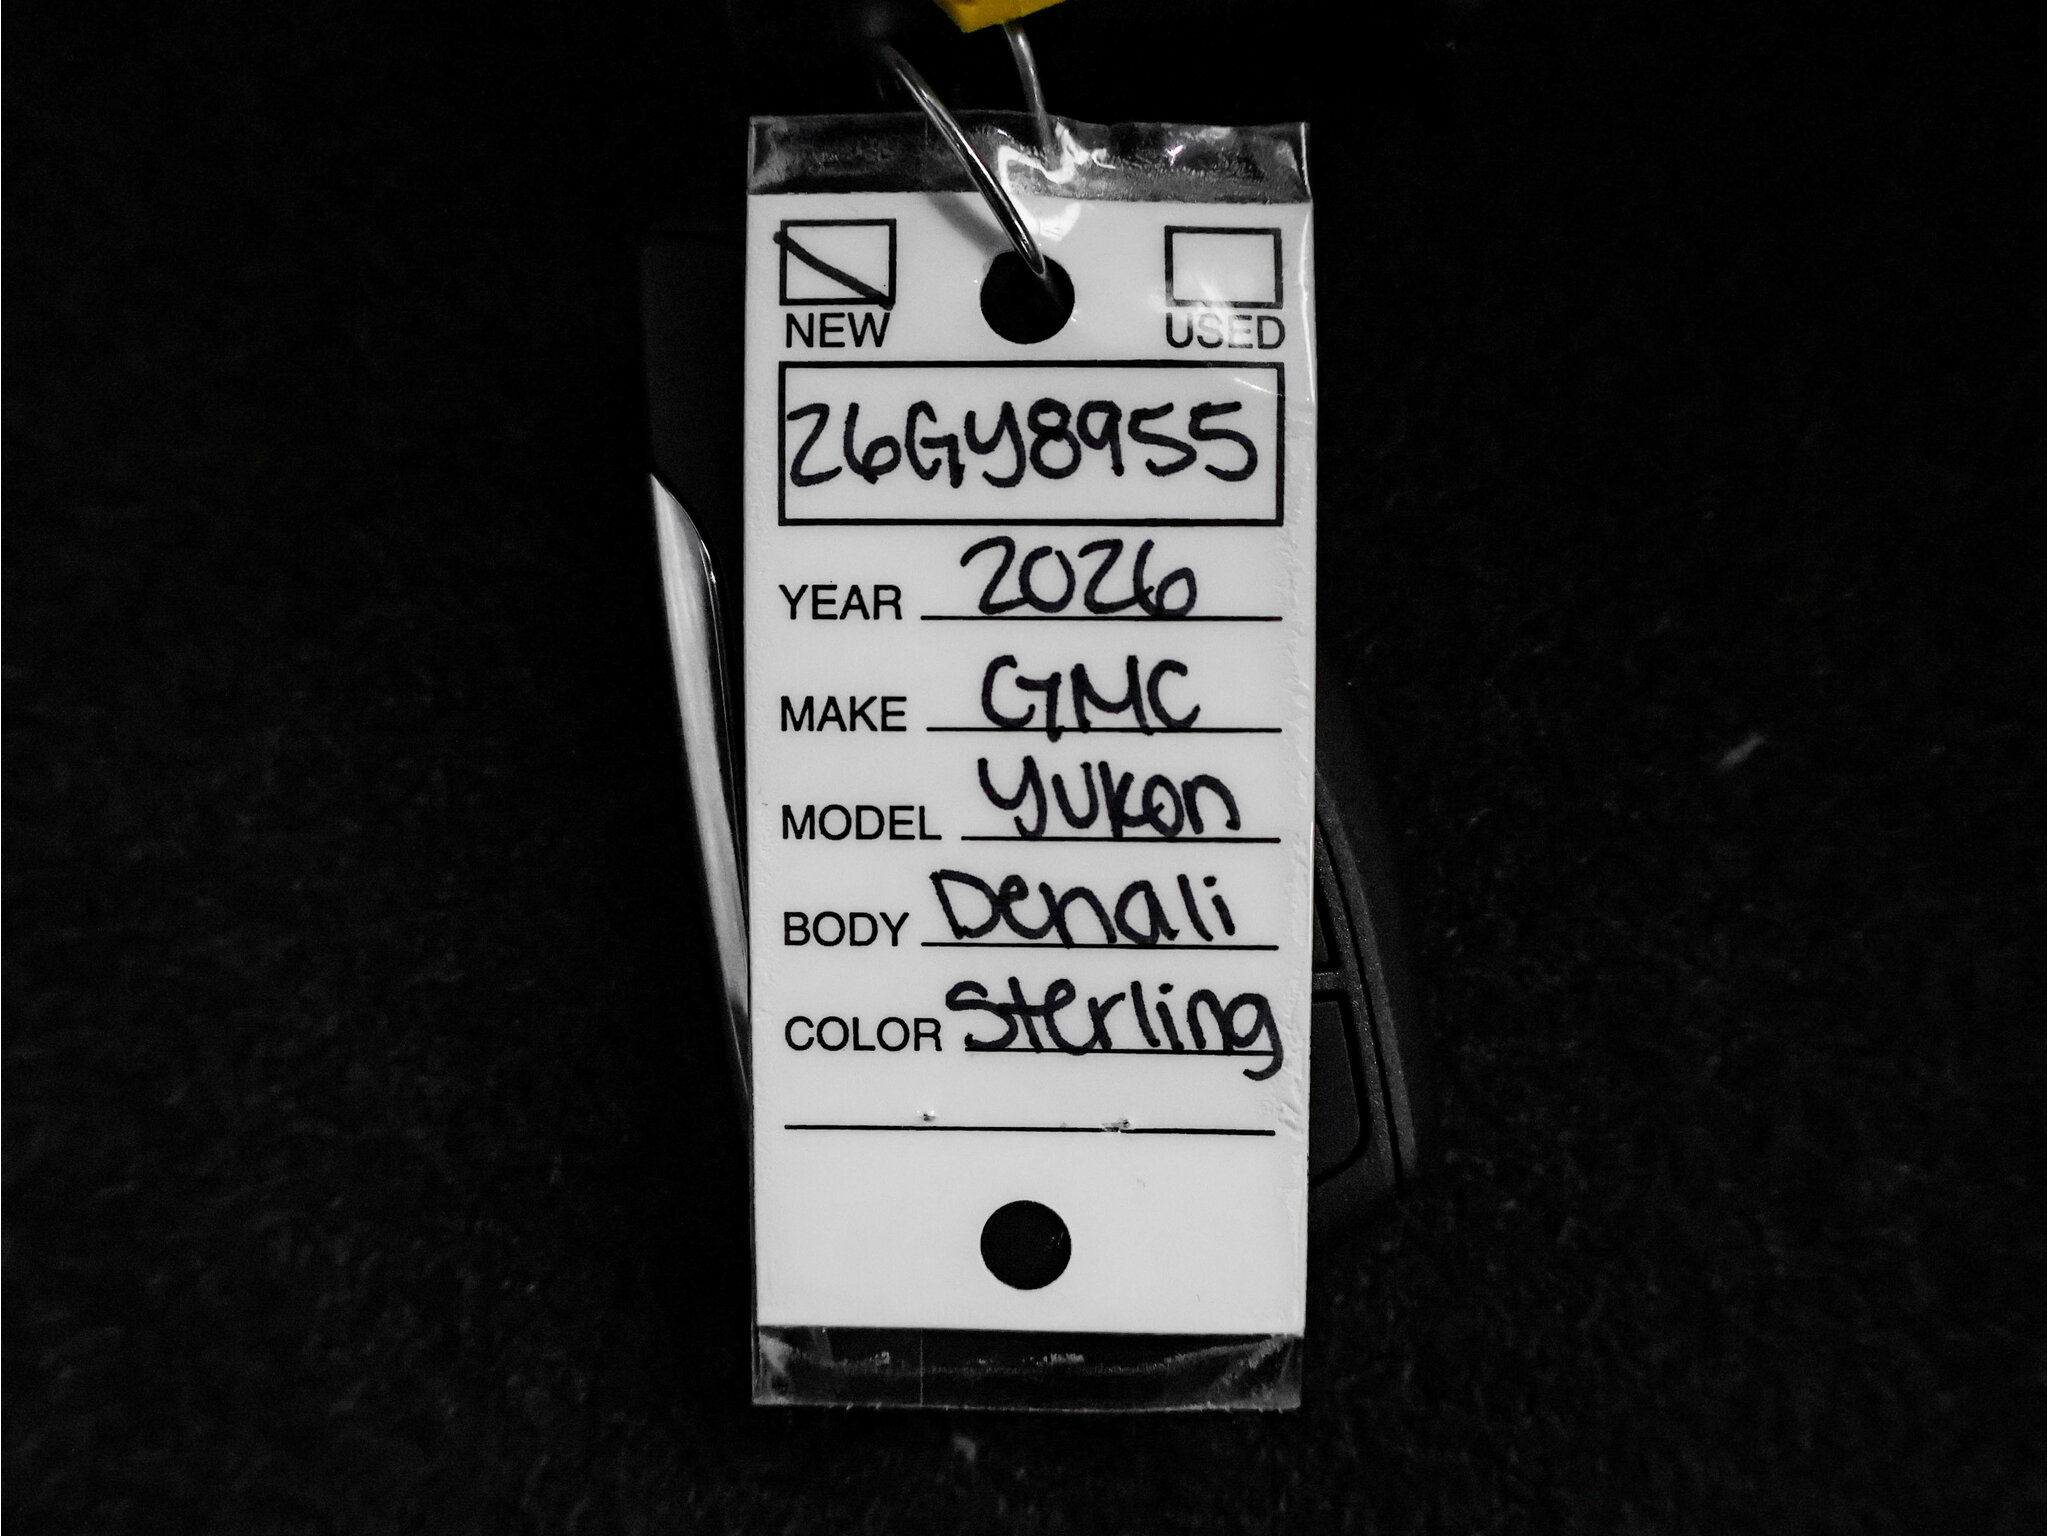 NEW USED
26GY8955
YEAR 2026
MAKE GMC
MODEL Yukon
BODY Denali
COLOR Sterling